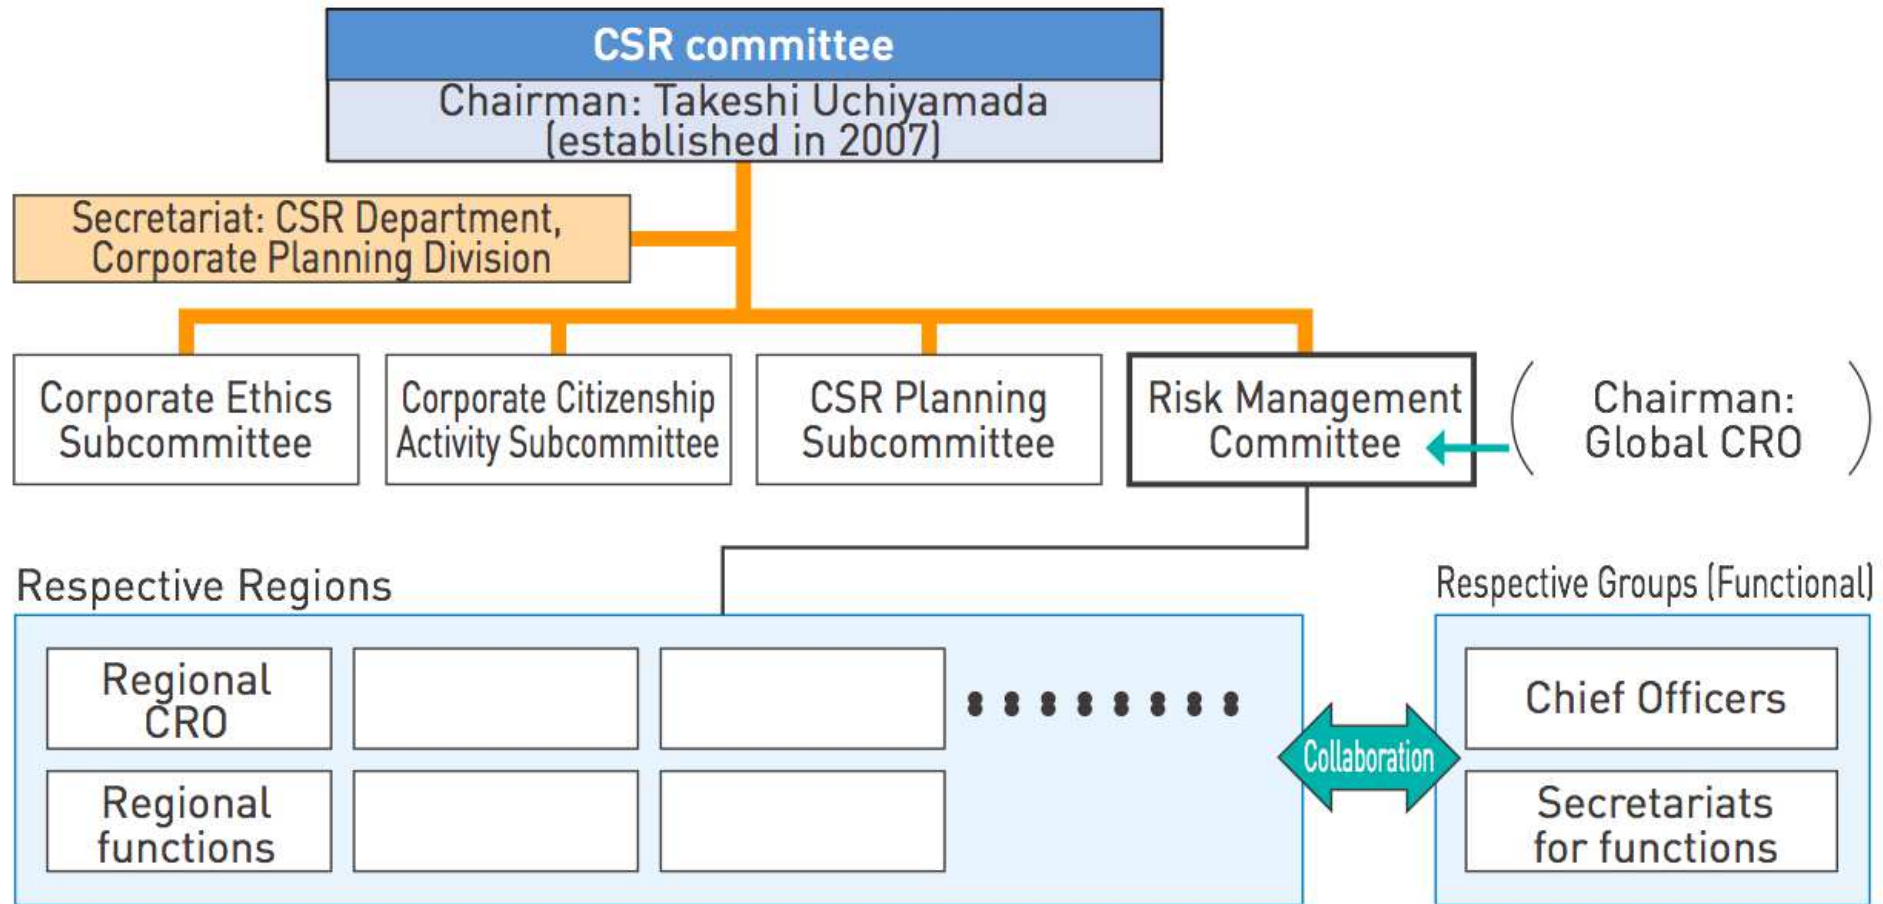 CSR committee
Chairman: Takeshi Uchiyamada
(established in 2007)
Secretariat: CSR Department,
Corporate Planning Division
Corporate Ethics
Subcommittee
Corporate Citizenship
Activity Subcommittee
CSR Planning
Subcommittee
Risk Management
Committee
Chairman:
Global CRO
Respective Regions
Respective Groups (Functional)
Regional
CRO
Regional
functions
Collaboration
Chief Officers
Secretariats
for functions